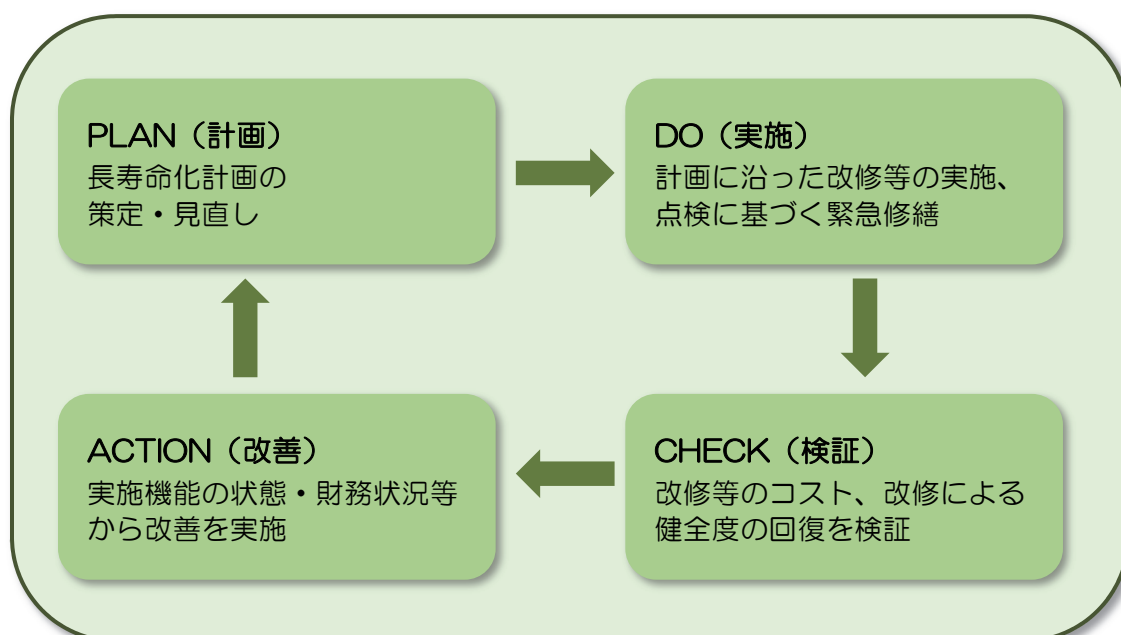 PLAN（計画）
長寿命化計画の
策定・見直し
DO（実施）
計画に沿った改修等の実施、
点検に基づく緊急修繕
CHECK（検証）
改修等のコスト、改修による
健全度の回復を検証
ACTION（改善）
実施機能の状態・財務状況等
から改善を実施